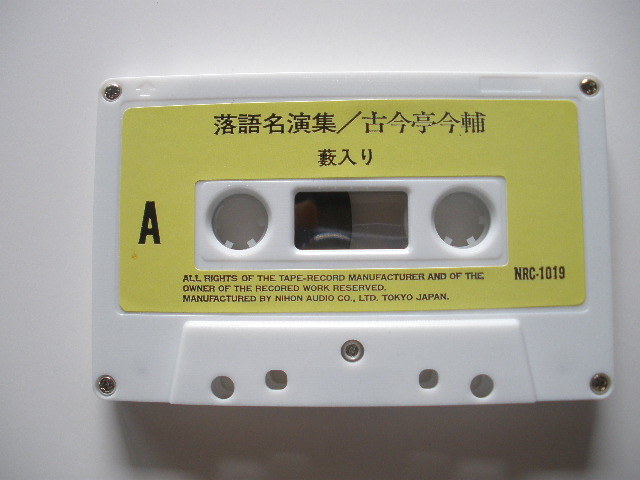 落語名演集／古今亭今輔
藪入り
A
ALL RIGHTS OF THE TAPE-RECORD MANUFACTURER AND OF THE
OWNER OF THE RECORED WORK RESERVED.
MANUFACTURED BY NIHON AUDIO CO., LTD. TOKYO JAPAN.
NRC-1019